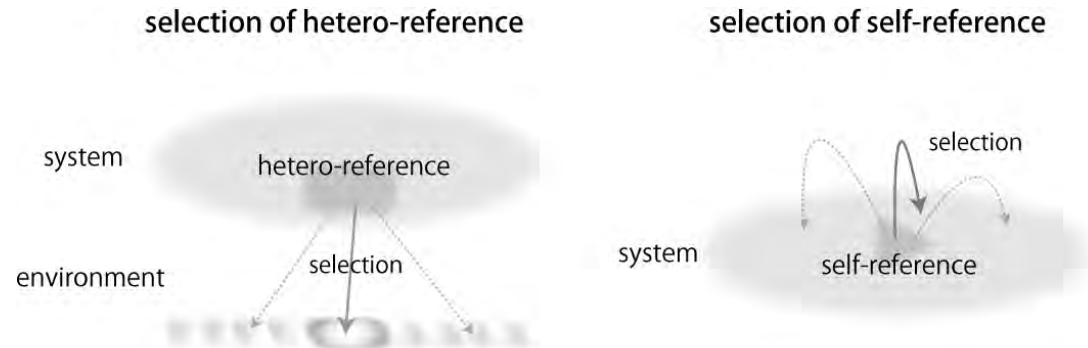 selection of hetero-reference
system
hetero-reference
selection
environment
selection of self-reference
selection
system
self-reference